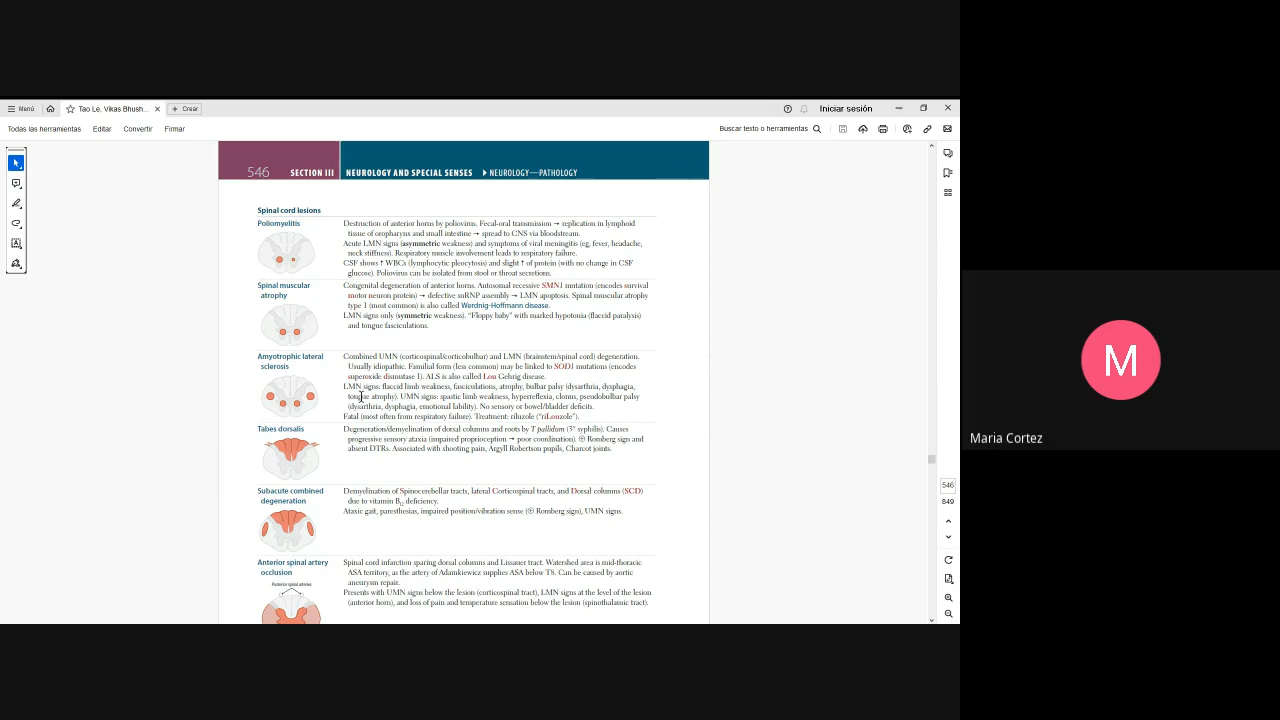 Menú
Tao Le, Vikas Bhush...
Crear
Iniciar sesión
Todas las herramientas Editar Convertir Firmar
Buscar texto o herramientas
546 SECTION III NEUROLOGY AND SPECIAL SENSES ▶ NEUROLOGY—PATHOLOGY
Spinal cord lesions
Poliomyelitis
Destruction of anterior horns by poliovirus. Fecal-oral transmission → replication in lymphoid
tissue of oropharynx and small intestine → spread to CNS via bloodstream.
Acute LMN signs (asymmetric weakness) and symptoms of viral meningitis (eg, fever, headache,
neck stiffness). Respiratory muscle involvement leads to respiratory failure.
CSF shows ↑ WBCs (lymphocytic pleocytosis) and slight ↑ of protein (with no change in CSF
glucose). Poliovirus can be isolated from stool or throat secretions.
Spinal muscular
atrophy
Congenital degeneration of anterior horns. Autosomal recessive SMN1 mutation (encodes survival
motor neuron protein) → defective snRNP assembly → LMN apoptosis. Spinal muscular atrophy
type 1 (most common) is also called Werdnig-Hoffmann disease.
LMN signs only (symmetric weakness). “Floppy baby” with marked hypotonia (flaccid paralysis)
and tongue fasciculations.
Amyotrophic lateral
sclerosis
Combined UMN (corticospinal/corticobulbar) and LMN (brainstem/spinal cord) degeneration.
Usually idiopathic. Familial form (less common) may be linked to SOD1 mutations (encodes
superoxide dismutase 1). ALS is also called Lou Gehrig disease.
LMN signs: flaccid limb weakness, fasciculations, atrophy, bulbar palsy (dysarthria, dysphagia,
tongue atrophy). UMN signs: spastic limb weakness, hyperreflexia, clonus, pseudobulbar palsy
(dysarthria, dysphagia, emotional lability). No sensory or bowel/bladder deficits.
Fatal (most often from respiratory failure). Treatment: riluzole (“riLouzole”).
Tabes dorsalis
Degeneration/demyelination of dorsal columns and roots by T pallidum (3° syphilis). Causes
progressive sensory ataxia (impaired proprioception → poor coordination). ⊕ Romberg sign and
absent DTRs. Associated with shooting pain, Argyll Robertson pupils, Charcot joints.
Subacute combined
degeneration
Demyelination of Spinocerebellar tracts, lateral Corticospinal tracts, and Dorsal columns (SCD)
due to vitamin B12 deficiency.
Ataxic gait, paresthesias, impaired position/vibration sense (⊕ Romberg sign), UMN signs.
Anterior spinal artery
occlusion
Posterior spinal arteries
Spinal cord infarction sparing dorsal columns and Lissauer tract. Watershed area is mid-thoracic
ASA territory, as the artery of Adamkiewicz supplies ASA below T8. Can be caused by aortic
aneurysm repair.
Presents with UMN signs below the lesion (corticospinal tract), LMN signs at the level of the lesion
(anterior horn), and loss of pain and temperature sensation below the lesion (spinothalamic tract).
546
849
M
Maria Cortez